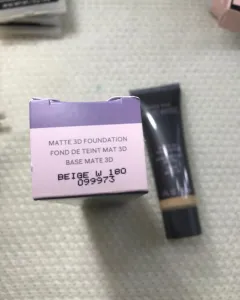 MATTE 3D FOUNDATION
FOND DE TEINT MAT 3D
BASE MATE 3D
BEIGE W 180
099973